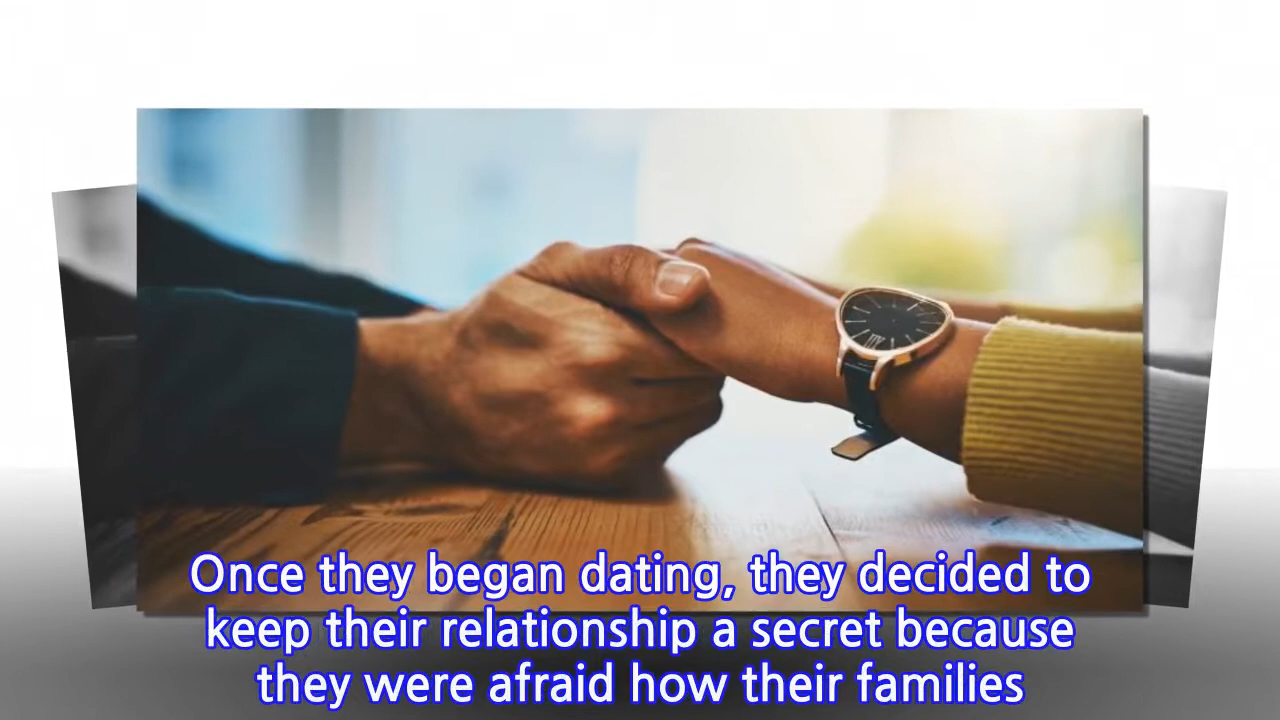 Once they began dating, they decided to
keep their relationship a secret because
they were afraid how their families